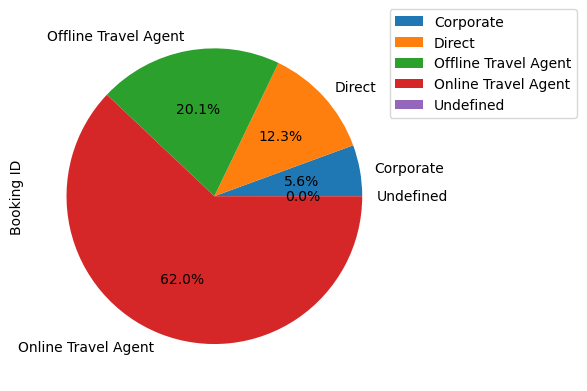 Corporate
Direct
Offline Travel Agent
Online Travel Agent
Undefined
Offline Travel Agent
Direct
20.1%
12.3%
Corporate
5.6%
0.0%
Undefined
Booking ID
62.0%
Online Travel Agent